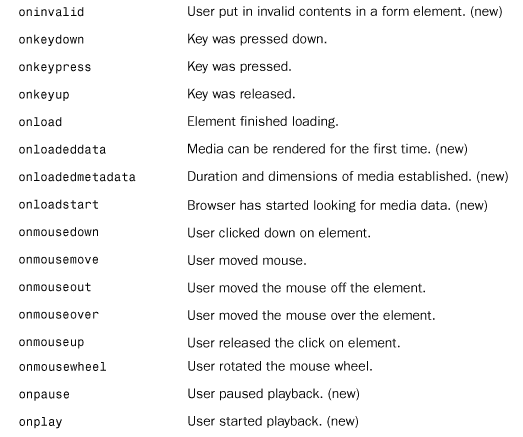 oninvalid User put in invalid contents in a form element. (new)
onkeydown Key was pressed down.
onkeypress Key was pressed.
onkeyup Key was released.
onload Element finished loading.
onloadeddata Media can be rendered for the first time. (new)
onloadedmetadata Duration and dimensions of media established. (new)
onloadstart Browser has started looking for media data. (new)
onmousedown User clicked down on element.
onmousemove User moved mouse.
onmouseout User moved the mouse off the element.
onmouseover User moved the mouse over the element.
onmouseup User released the click on element.
onmousewheel User rotated the mouse wheel.
onpause User paused playback. (new)
onplay User started playback. (new)